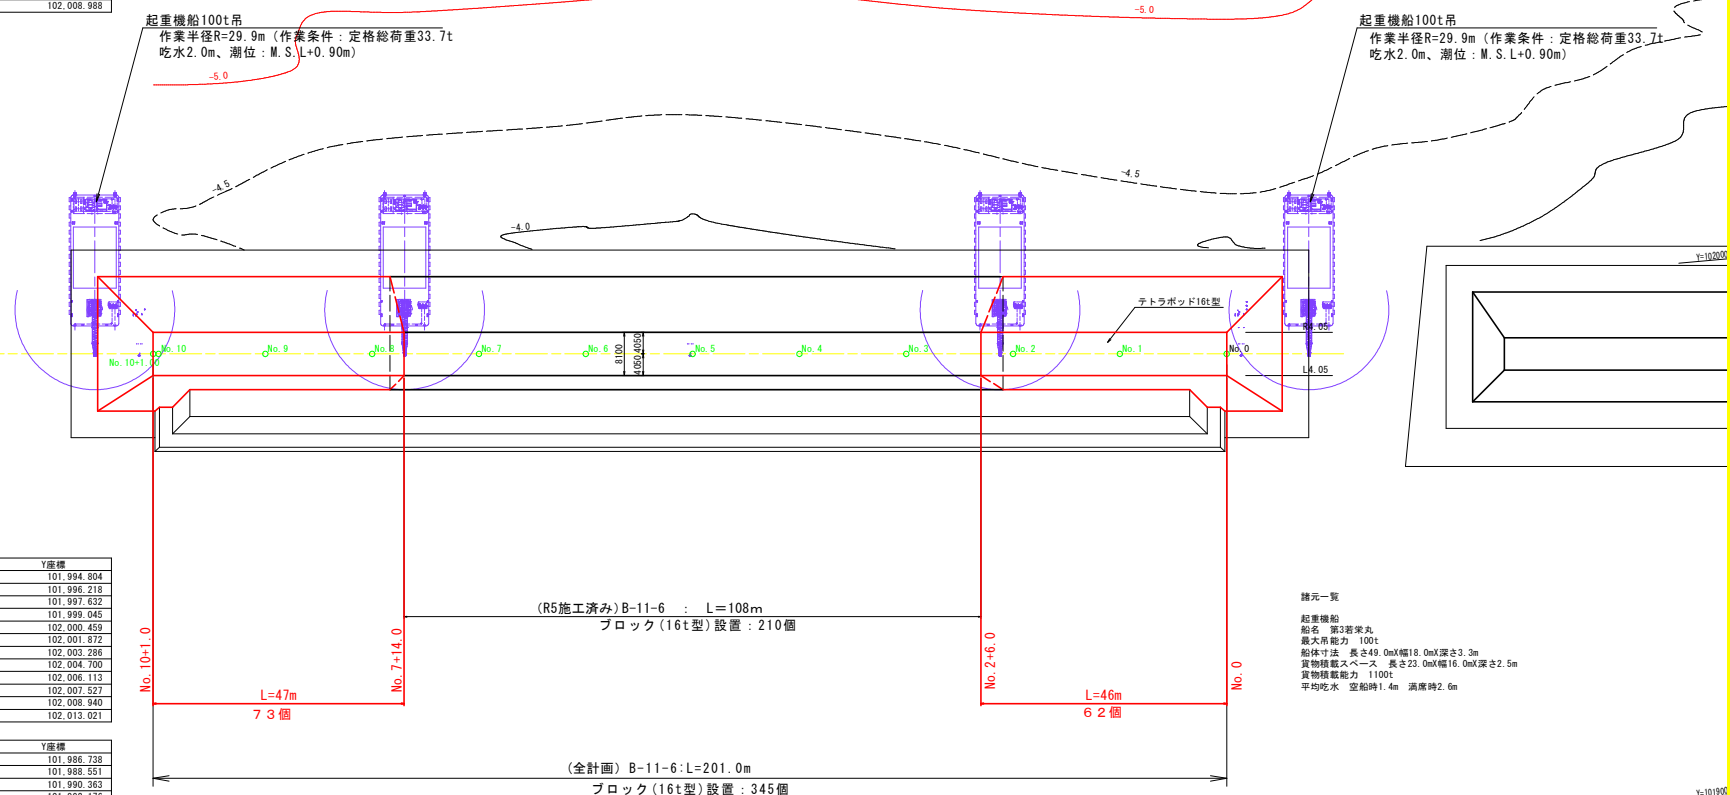 102,008.988
起重機船100t吊
作業半径R=29.9m (作業条件:定格総荷重33.7t
吃水2.0m、潮位:M.S.L+0.90m)
起重機船100t吊
作業半径R=29.9m (作業条件:定格総荷重33.7t
吃水2.0m、潮位:M.S.L+0.90m)
-5.0
-5.0
-4.5
-4.5
-4.0
Y=102000
テトラポッド16t型
R4.05
L4.05
No.10+1.00
No.10
No.9
No.8
No.7
No.6
No.5
No.4
No.3
No.2
No.1
No.0
8100
4050
4050
Y座標
101,994.804
101,996.218
101,997.632
101,999.045
102,000.459
102,001.872
102,003.286
102,004.700
102,006.113
102,007.527
102,008.940
102,013.021
(R5施工済み)B-11-6 : L=108m
ブロック(16t型)設置:210個
No.10+1.0
No.7+14.0
No.2+6.0
No.0
L=47m
73個
L=46m
62個
諸元一覧
起重機船
船名 第3若栄丸
最大吊能力 100t
船体寸法 長さ49.0mX幅18.0mX深さ3.3m
貨物積載スペース 長さ23.0mX幅16.0mX深さ2.5m
貨物積載能力 1100t
平均吃水 空船時1.4m 満席時2.6m
Y座標
101,986.738
101,988.551
101,990.363
(全計画) B-11-6:L=201.0m
ブロック(16t型)設置:345個
Y=101900